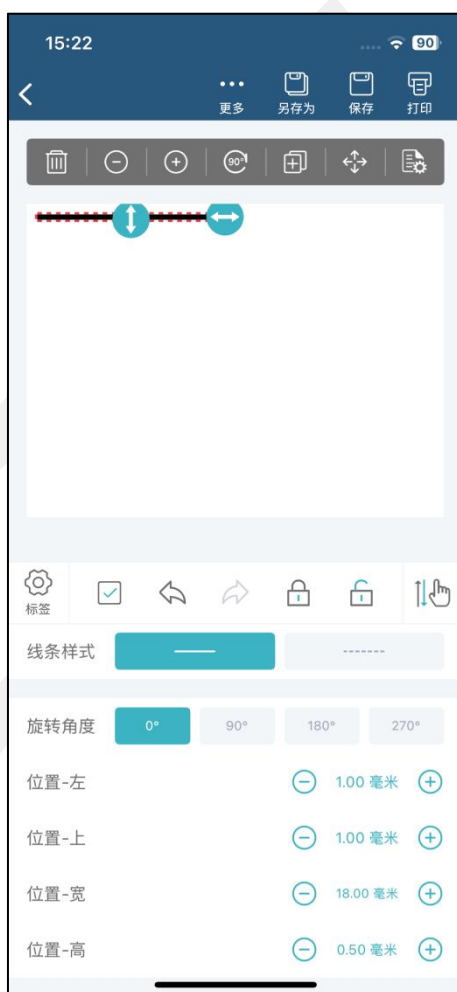 15:22
90
更多 另存为 保存 打印
90°
标签
线条样式
旋转角度 0° 90° 180° 270°
位置-左 1.00 毫米
位置-上 1.00 毫米
位置-宽 18.00 毫米
位置-高 0.50 毫米